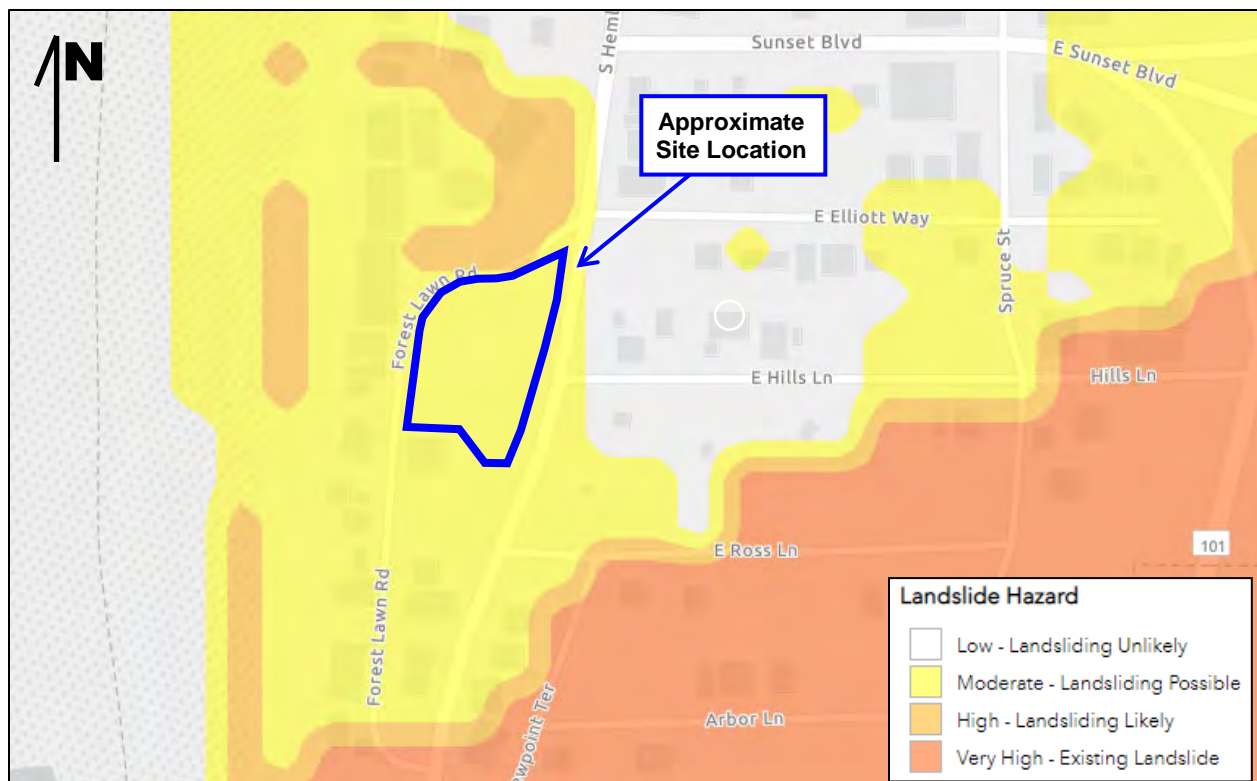 N
S Heml
Sunset Blvd
E Sunset Blvd
Approximate
Site Location
E Elliott Way
Spruce St
Forest Lawn Rd
E Hills Ln
Hills Ln
E Ross Ln
101
Forest Lawn Rd
wpoint Ter
Arbor Ln
Landslide Hazard
Low - Landsliding Unlikely
Moderate - Landsliding Possible
High - Landsliding Likely
Very High - Existing Landslide